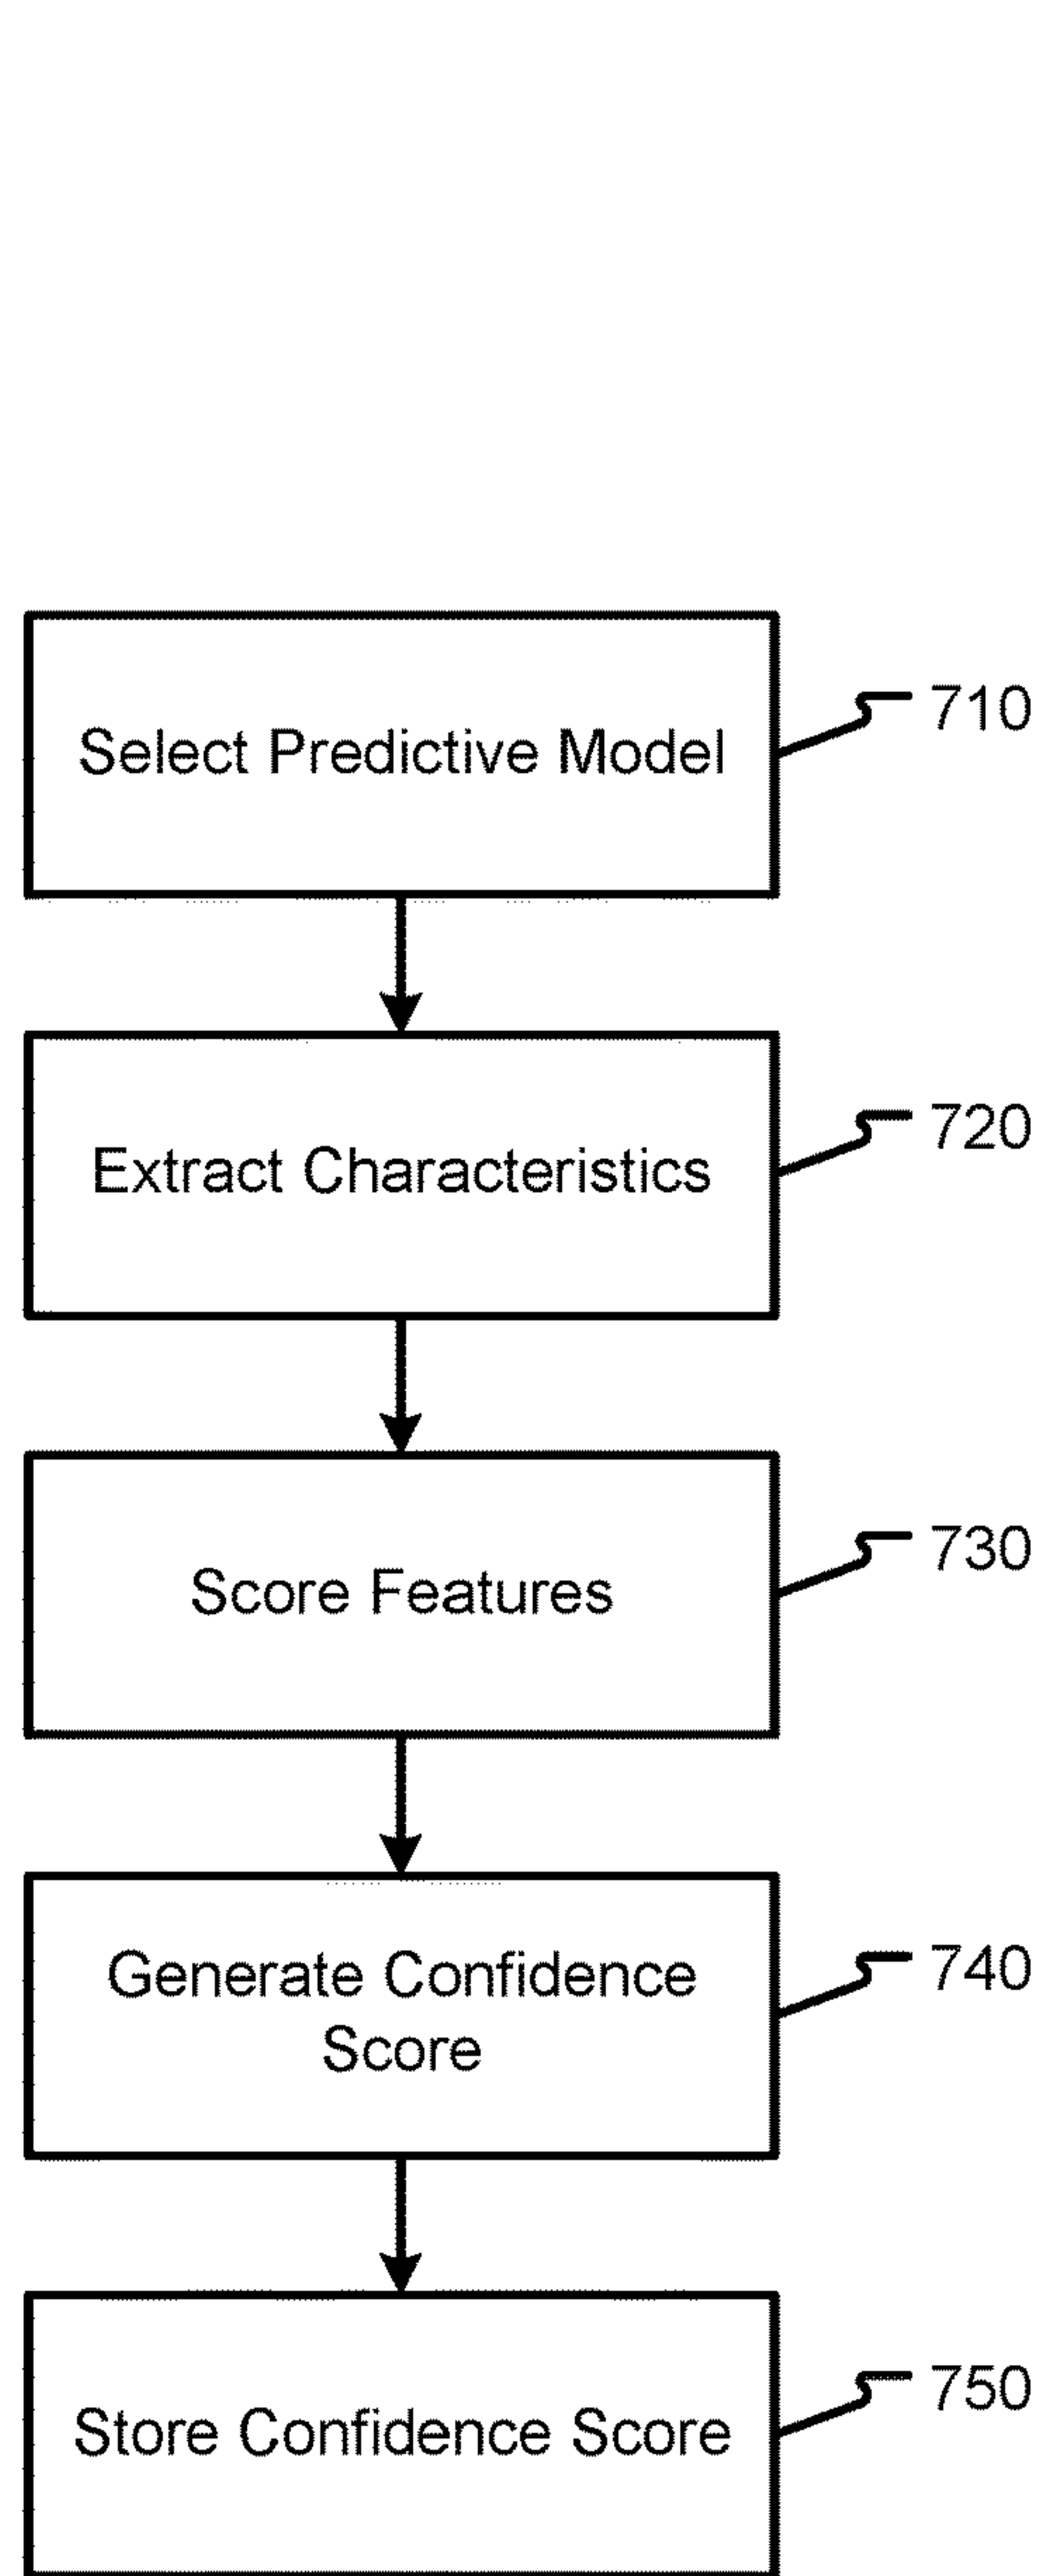 Select Predictive Model
710
Extract Characteristics
720
Score Features
730
Generate Confidence
Score
740
Store Confidence Score
750